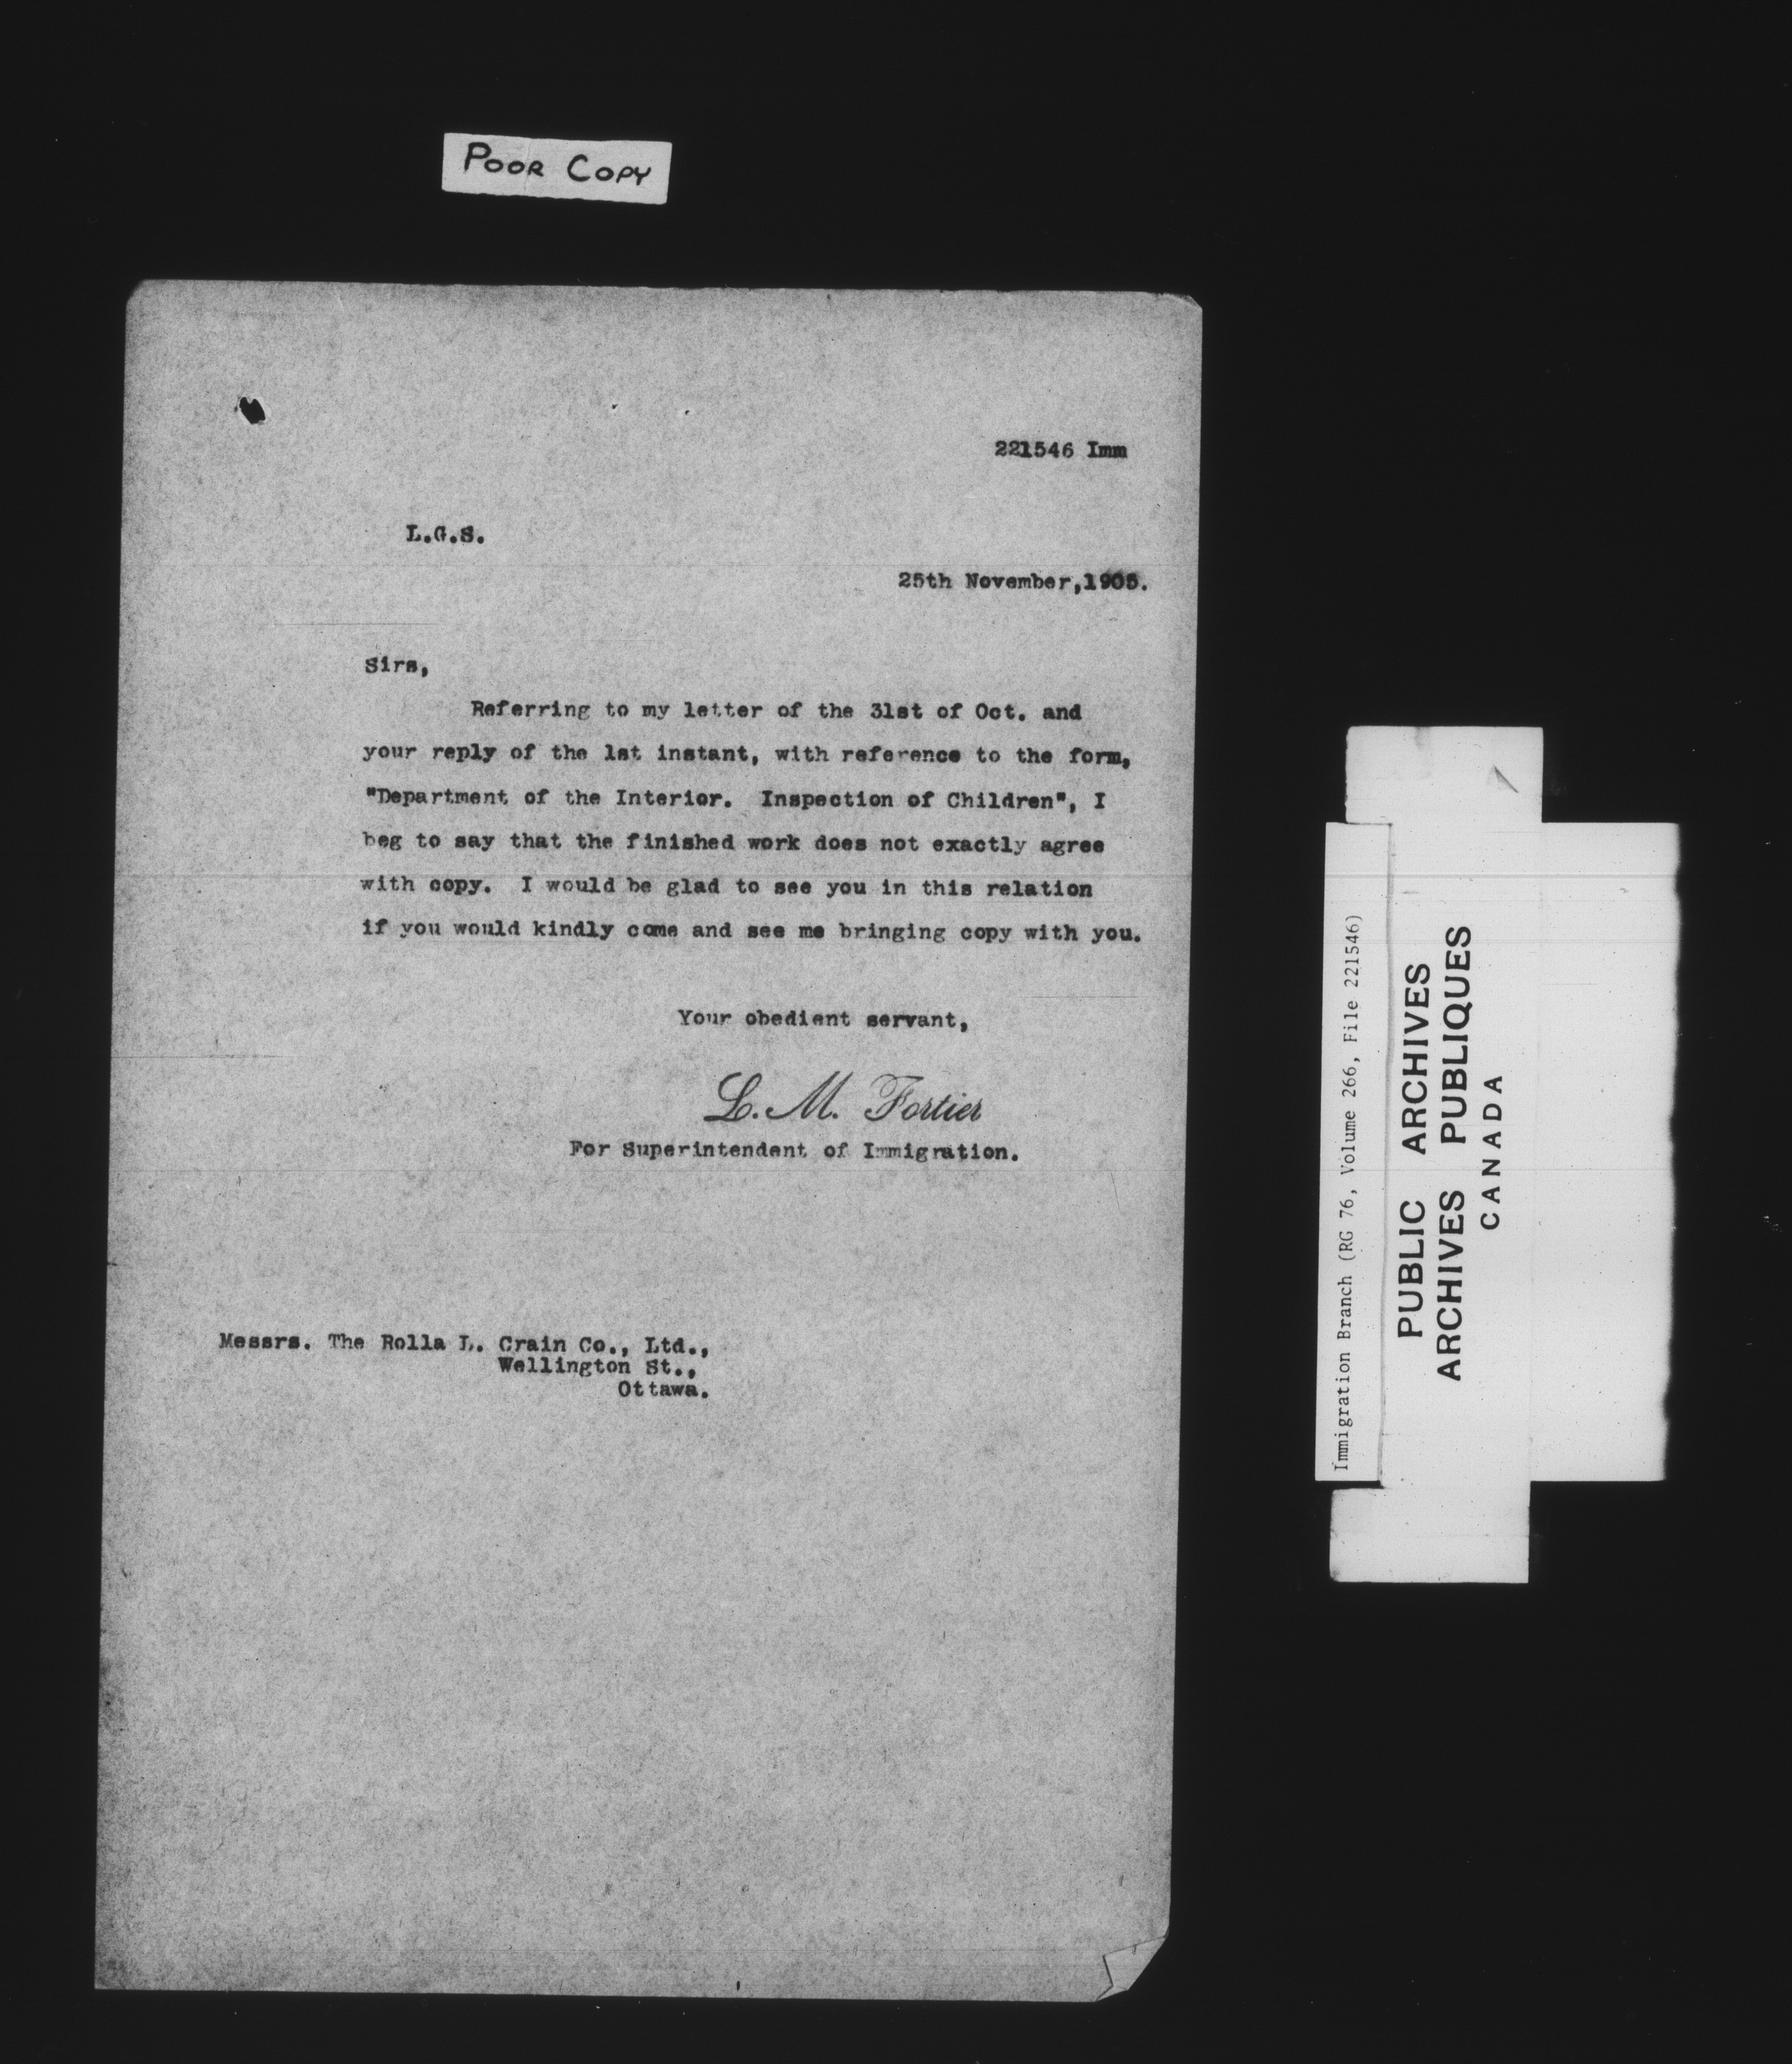 POOR COPY
221546 Imm
L.G.S.
25th November,1905.
Sirs,
Referring to my letter of the 31st of Oct. and
your reply of the 1st instant, with reference to the form,
"Department of the Interior. Inspection of Children", I
beg to say that the finished work does not exactly agree
with copy. I would be glad to see you in this relation
if you would kindly come and see me bringing copy with you.
Your obedient servant,
L. M. Fortier
For Superintendent of Immigration.
Messrs. The Rolla L. Crain Co., Ltd.,
Wellington St.,
Ottawa.
Immigration Branch (RG 76, Volume 266, File 221546)
PUBLIC ARCHIVES
ARCHIVES PUBLIQUES
CANADA